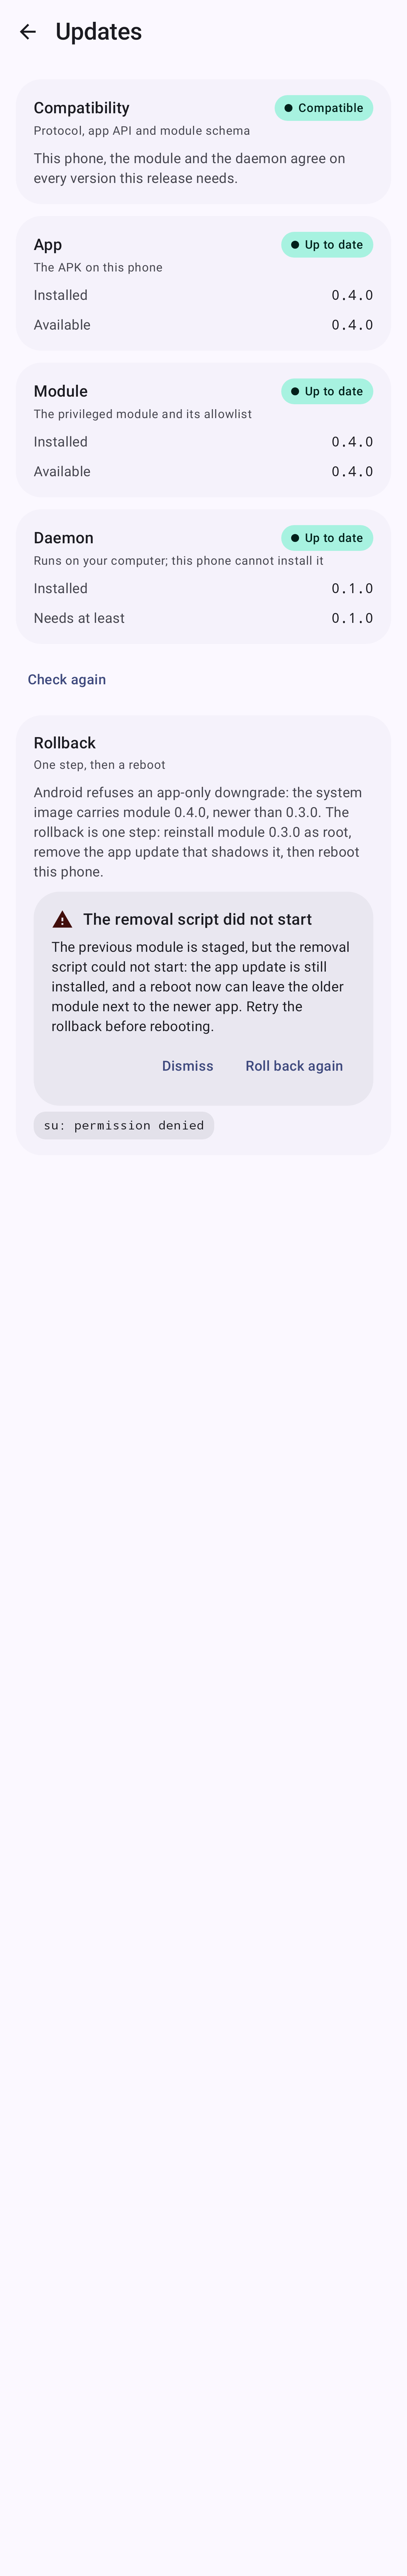 Updates
Compatibility
Compatible
Protocol, app API and module schema
This phone, the module and the daemon agree on
every version this release needs.
App
Up to date
The APK on this phone
Installed
0.4.0
Available
0.4.0
Module
Up to date
The privileged module and its allowlist
Installed
0.4.0
Available
0.4.0
Daemon
Up to date
Runs on your computer; this phone cannot install it
Installed
0.1.0
Needs at least
0.1.0
Check again
Rollback
One step, then a reboot
Android refuses an app-only downgrade: the system
image carries module 0.4.0, newer than 0.3.0. The
rollback is one step: reinstall module 0.3.0 as root,
remove the app update that shadows it, then reboot
this phone.
The removal script did not start
The previous module is staged, but the removal
script could not start: the app update is still
installed, and a reboot now can leave the older
module next to the newer app. Retry the
rollback before rebooting.
Dismiss
Roll back again
su: permission denied